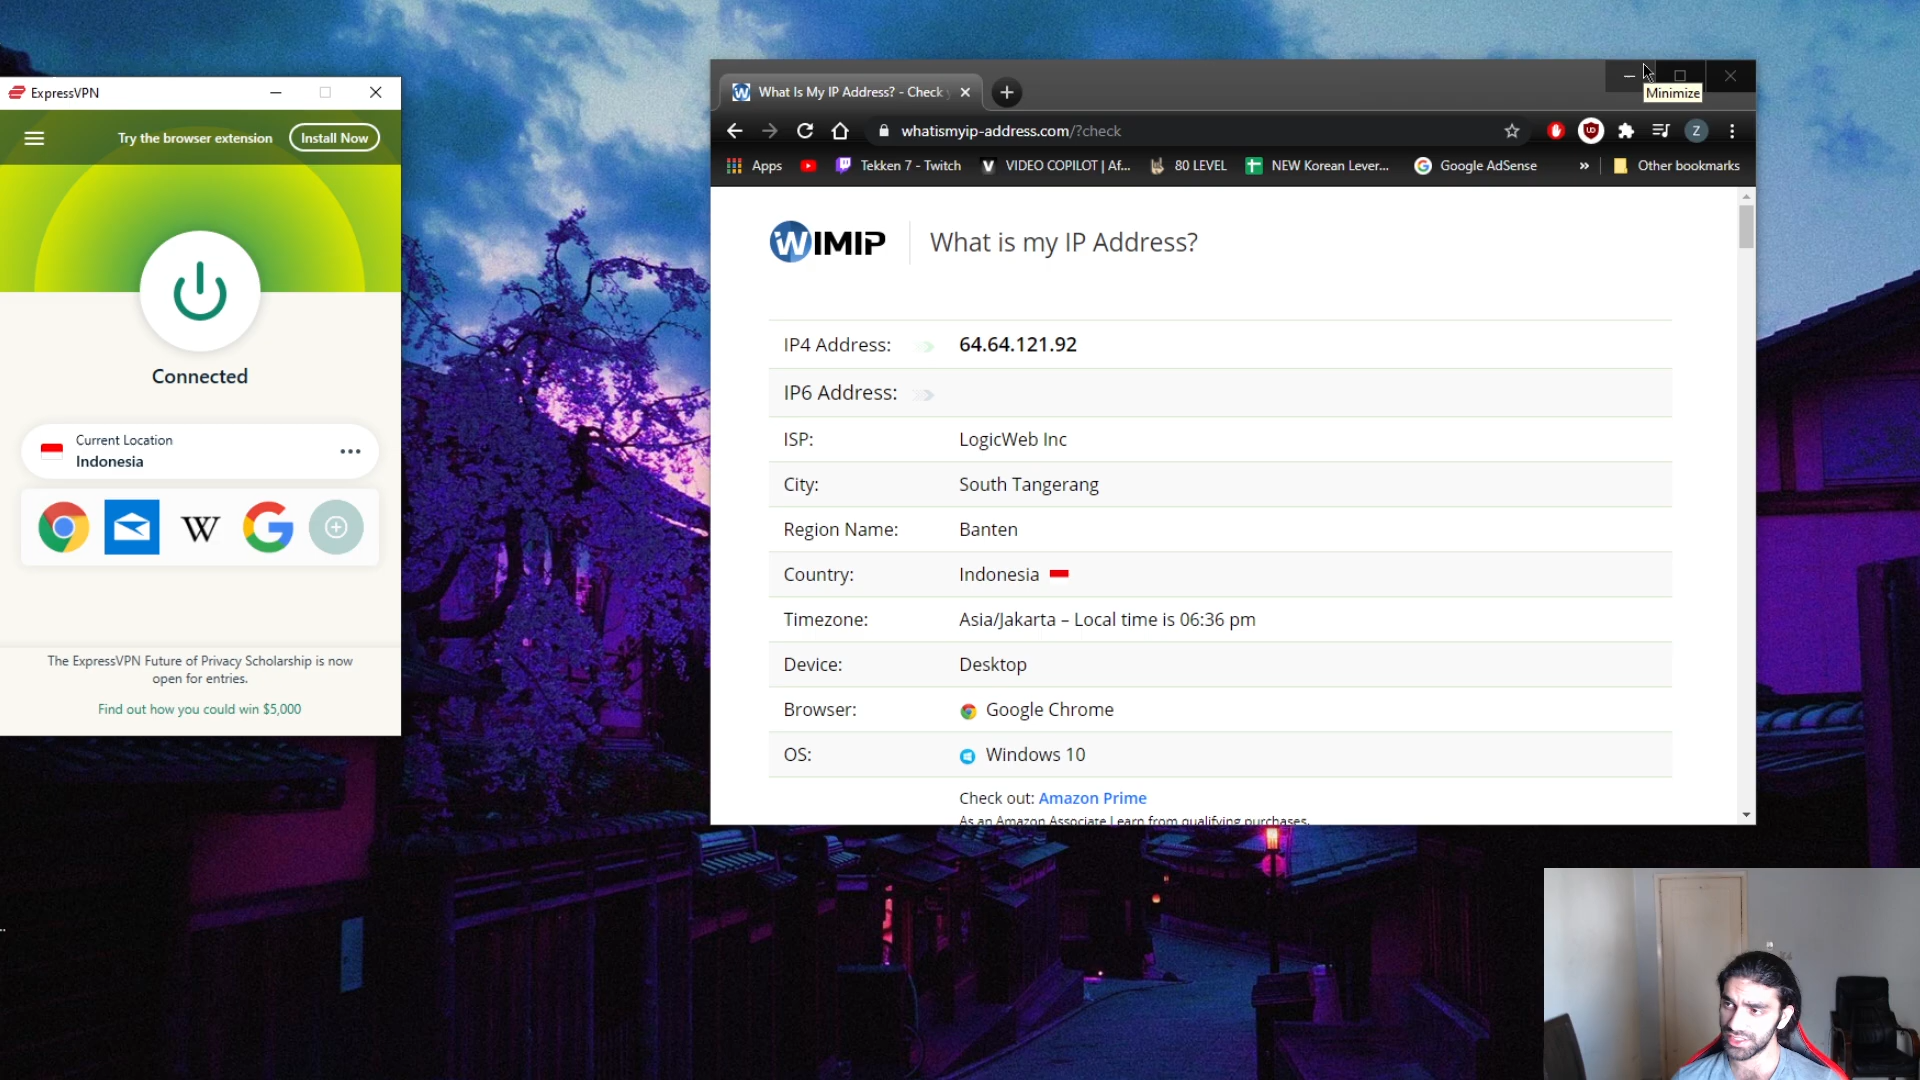 ExpressVPN
Try the browser extension
Install Now
Connected
Current Location
Indonesia
W
The ExpressVPN Future of Privacy Scholarship is now
open for entries.
Find out how you could win $5,000
What Is My IP Address? - Check
Minimize
whatismyip-address.com/?check
Z
Apps
Tekken 7 - Twitch
VIDEO COPILOT | Af...
80 LEVEL
NEW Korean Lever...
Google AdSense
»
Other bookmarks
WIMIP
What is my IP Address?
IP4 Address: 64.64.121.92
IP6 Address:
ISP: LogicWeb Inc
City: South Tangerang
Region Name: Banten
Country: Indonesia
Timezone: Asia/Jakarta – Local time is 06:36 pm
Device: Desktop
Browser: Google Chrome
OS: Windows 10
Check out: Amazon Prime
As an Amazon Associate I earn from qualifying purchases.